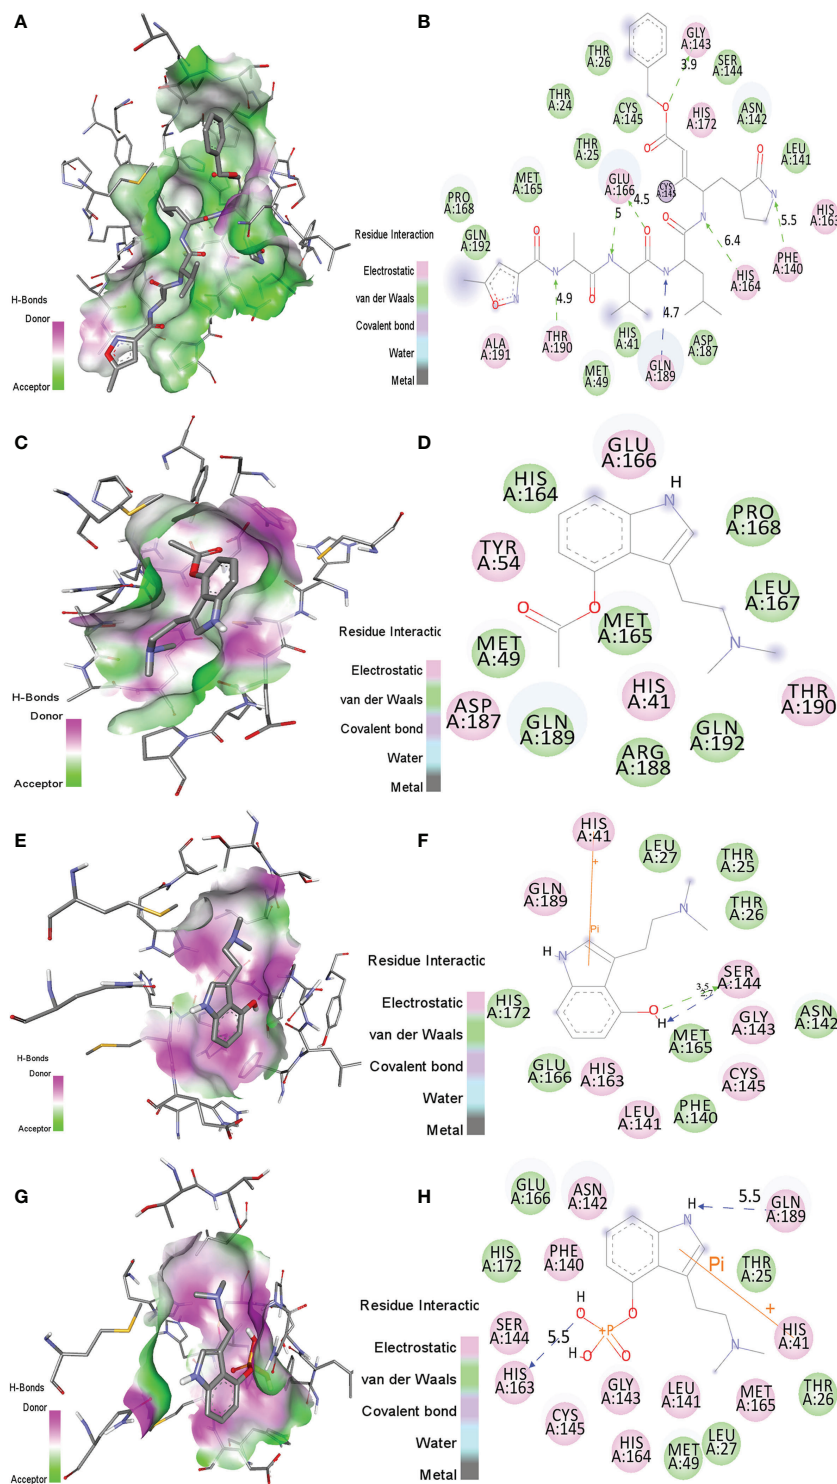 A
B
GLY
A:143
3.9
THR
A:26
SER
A:144
THR
A:24
CYS
A:145
HIS
A:172
ASN
A:142
O
O
O
THR
A:25
LEU
A:141
MET
A:165
GLU
A:166
4.5
N
PRO
A:168
5
5.5
HIS
A:163
GLN
A:192
O
O
O
N
6.4
PHE
A:140
N
N
N
HIS
A:164
O
N
4.9
O
4.7
ALA
A:191
THR
A:190
HIS
A:41
ASP
A:187
MET
A:49
GLN
A:189
Residue Interaction
Electrostatic
van der Waals
Covalent bond
Water
Metal
H-Bonds
Donor
Acceptor
C
D
GLU
A:166
H
N
HIS
A:164
PRO
A:168
TYR
A:54
LEU
A:167
O
O
MET
A:165
MET
A:49
N
ASP
A:187
HIS
A:41
THR
A:190
GLN
A:189
GLN
A:192
ARG
A:188
Residue Interactic
Electrostatic
van der Waals
Covalent bond
Water
Metal
H-Bonds
Donor
Acceptor
E
F
HIS
A:41
+
LEU
A:27
THR
A:25
GLN
A:189
THR
A:26
N
Pi
H
N
SER
A:144
3.5
HIS
A:172
O
H
MET
A:165
GLY
A:143
ASN
A:142
GLU
A:166
HIS
A:163
CYS
A:145
LEU
A:141
PHE
A:140
Residue Interactic
Electrostatic
van der Waals
Covalent bond
Water
Metal
H-Bonds
Donor
Acceptor
G
H
GLU
A:166
ASN
A:142
H
5.5
GLN
A:189
N
HIS
A:172
PHE
A:140
Pi
THR
A:25
H
O
O
+
SER
A:144
5.5
+P
HIS
A:41
H
O
O
N
HIS
A:163
GLY
A:143
LEU
A:141
MET
A:165
THR
A:26
CYS
A:145
HIS
A:164
MET
A:49
LEU
A:27
Residue Interactic
Electrostatic
van der Waals
Covalent bond
Water
Metal
H-Bonds
Donor
Acceptor